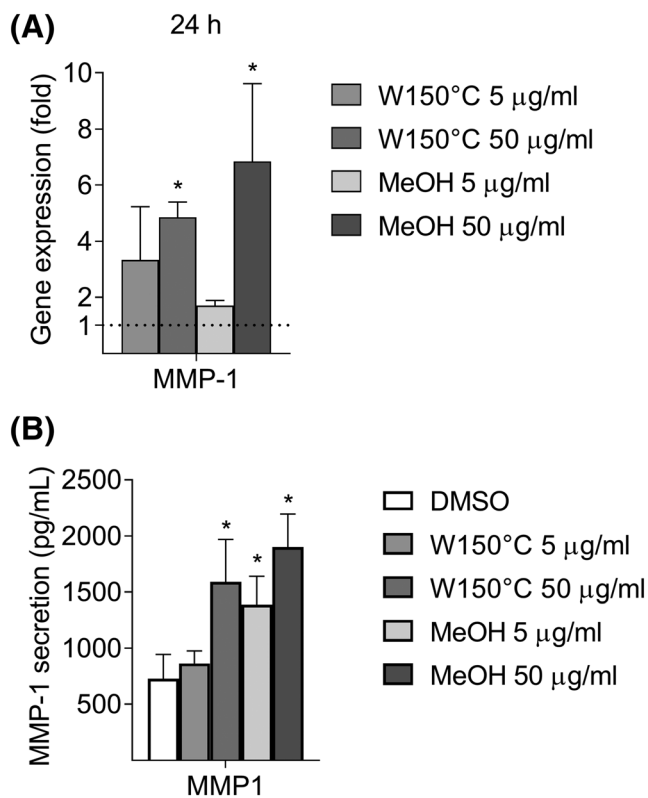 (A)
24 h
Gene expression (fold)
10
8
6
4
2
1
*
*
MMP-1
W150°C 5 µg/ml
W150°C 50 µg/ml
MeOH 5 µg/ml
MeOH 50 µg/ml
(B)
MMP-1 secretion (pg/mL)
2500
2000
1500
1000
500
*
*
*
MMP1
DMSO
W150°C 5 µg/ml
W150°C 50 µg/ml
MeOH 5 µg/ml
MeOH 50 µg/ml